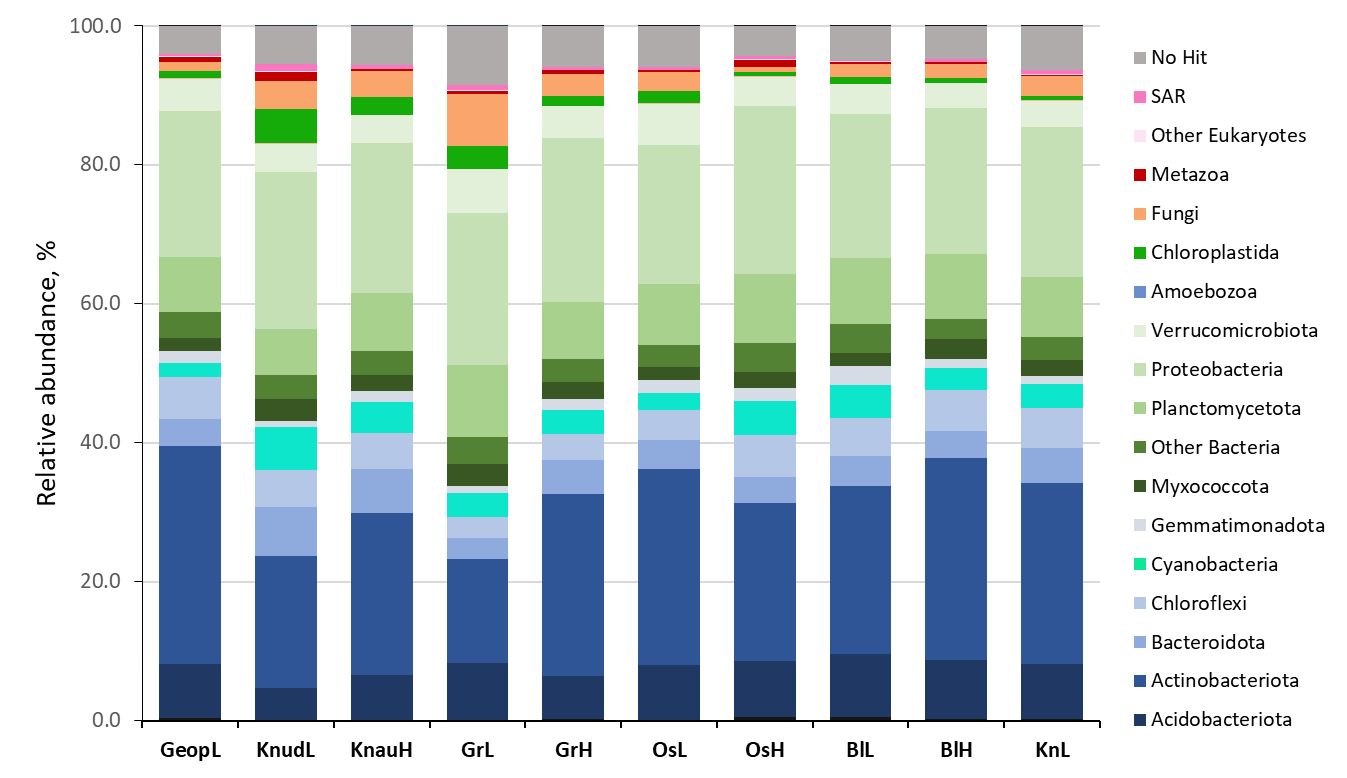 Relative abundance, %
100.0
80.0
60.0
40.0
20.0
0.0
GeopL KnudL KnauH GrL GrH OsL OsH BlL BlH KnL
No Hit
SAR
Other Eukaryotes
Metazoa
Fungi
Chloroplastida
Amoebozoa
Verrucomicrobiota
Proteobacteria
Planctomycetota
Other Bacteria
Myxococcota
Gemmatimonadota
Cyanobacteria
Chloroflexi
Bacteroidota
Actinobacteriota
Acidobacteriota